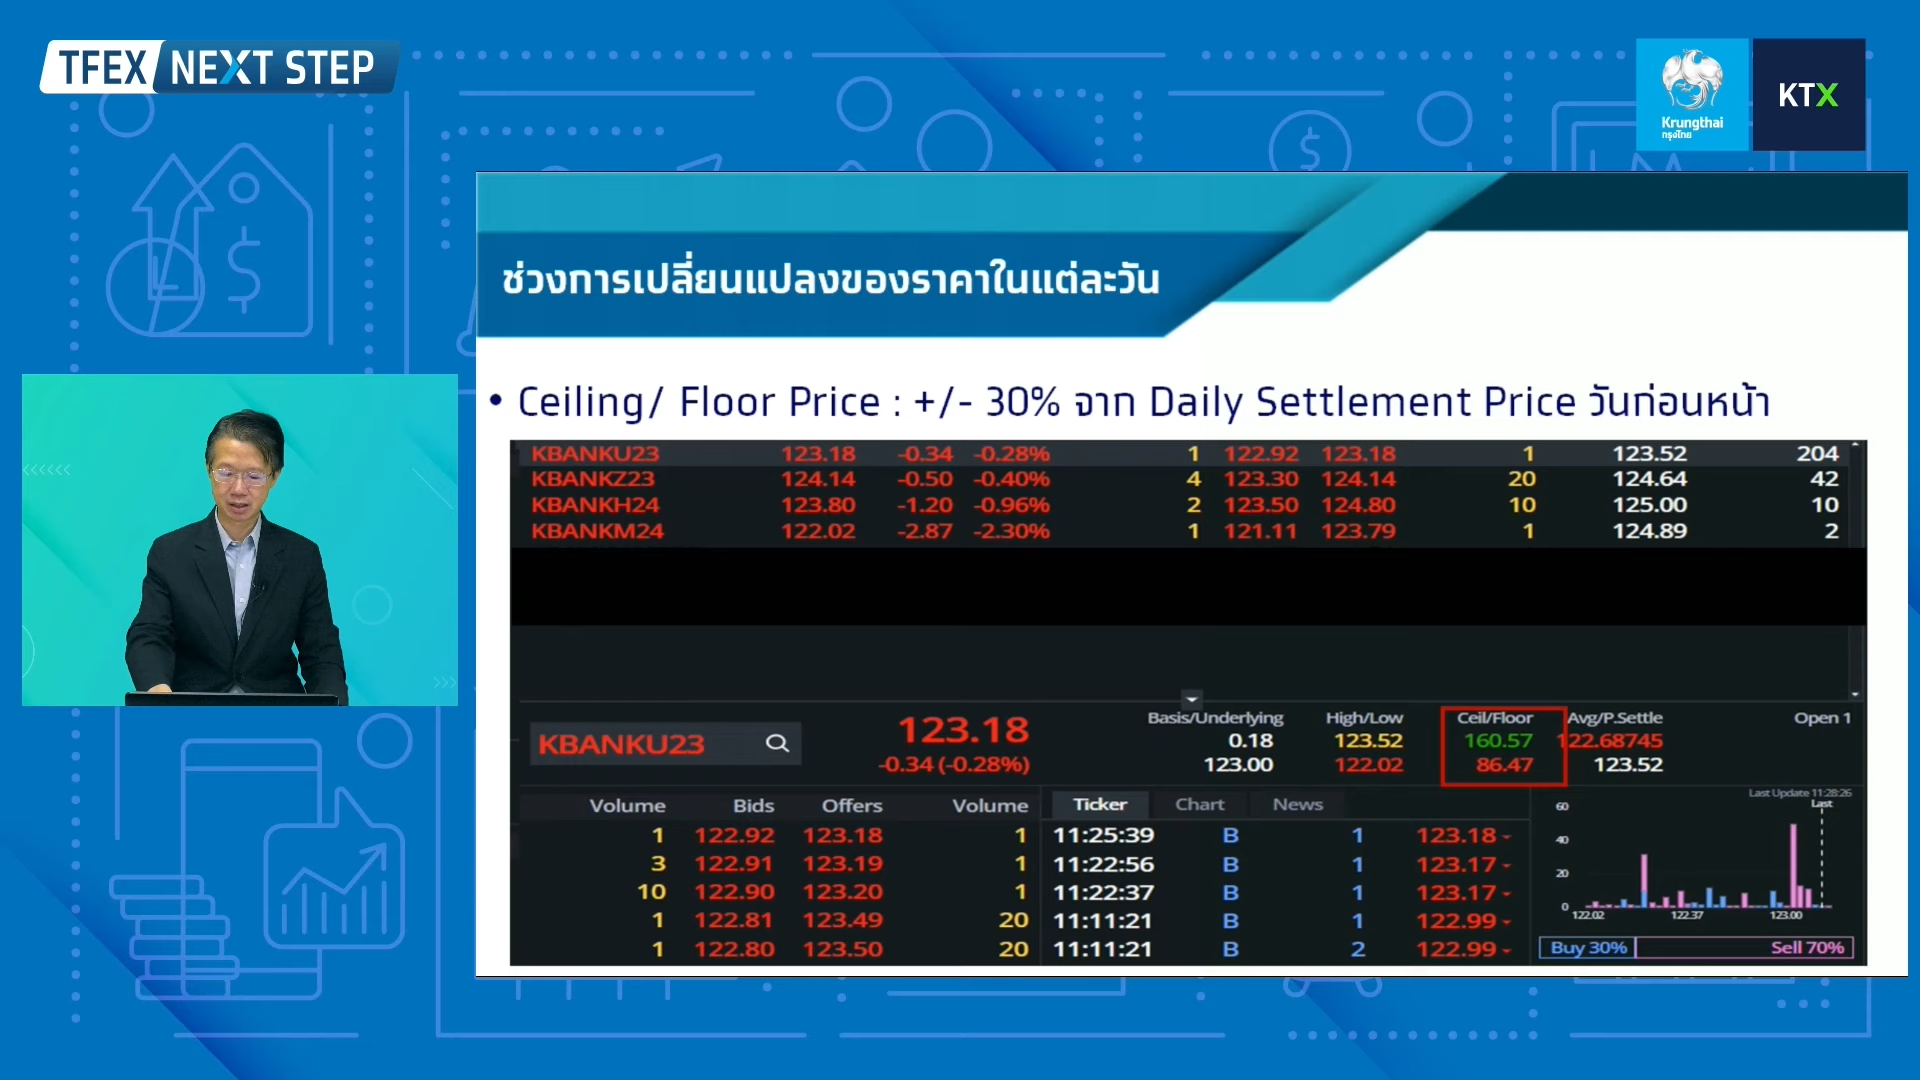 TFEX NEXT STEP
Krungthai
กรุงไทย
KTX
ช่วงการเปลี่ยนแปลงของราคาในแต่ละวัน
• Ceiling/ Floor Price : +/- 30% จาก Daily Settlement Price วันก่อนหน้า
KBANKU23 123.18 -0.34 -0.28% 1 122.92 123.18 1 123.52 204
KBANKZ23 124.14 -0.50 -0.40% 4 123.30 124.14 20 124.64 42
KBANKH24 123.80 -1.20 -0.96% 2 123.50 124.80 10 125.00 10
KBANKM24 122.02 -2.87 -2.30% 1 121.11 123.79 1 124.89 2
KBANKU23
123.18
-0.34 (-0.28%)
Basis/Underlying High/Low Ceil/Floor Avg/P.Settle Open 1
0.18 123.52 160.57 122.68745
123.00 122.02 86.47 123.52
Volume Bids Offers Volume
1 122.92 123.18 1
3 122.91 123.19 1
10 122.90 123.20 1
1 122.81 123.49 20
1 122.80 123.50 20
Ticker Chart News
11:25:39 B 1 123.18
11:22:56 B 1 123.17
11:22:37 B 1 123.17
11:11:21 B 1 122.99
11:11:21 B 2 122.99
Last Update 11:28:26
Last
60
40
20
0
122.02 122.37 123.00
Buy 30% Sell 70%